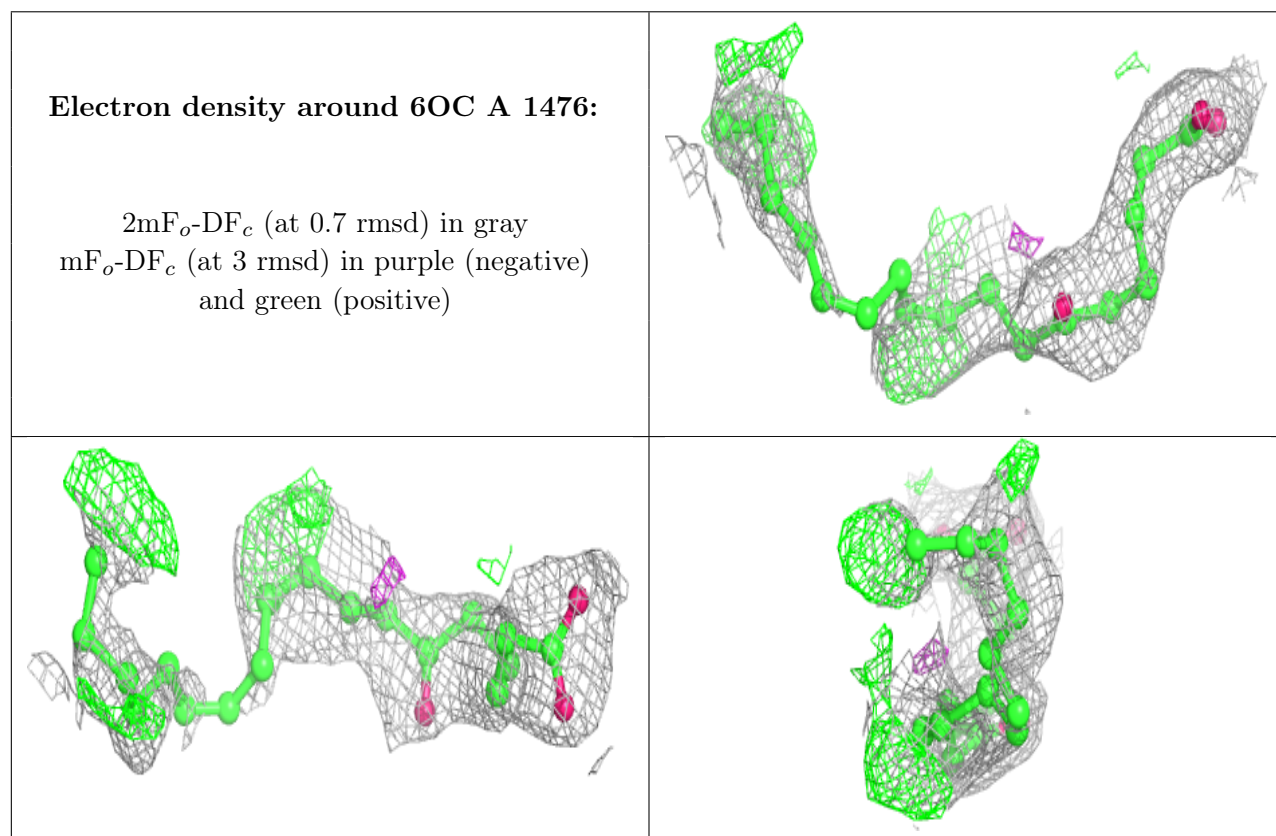 Electron density around 6OC A 1476:
2mFo-DFc (at 0.7 rmsd) in gray
mFo-DFc (at 3 rmsd) in purple (negative)
and green (positive)